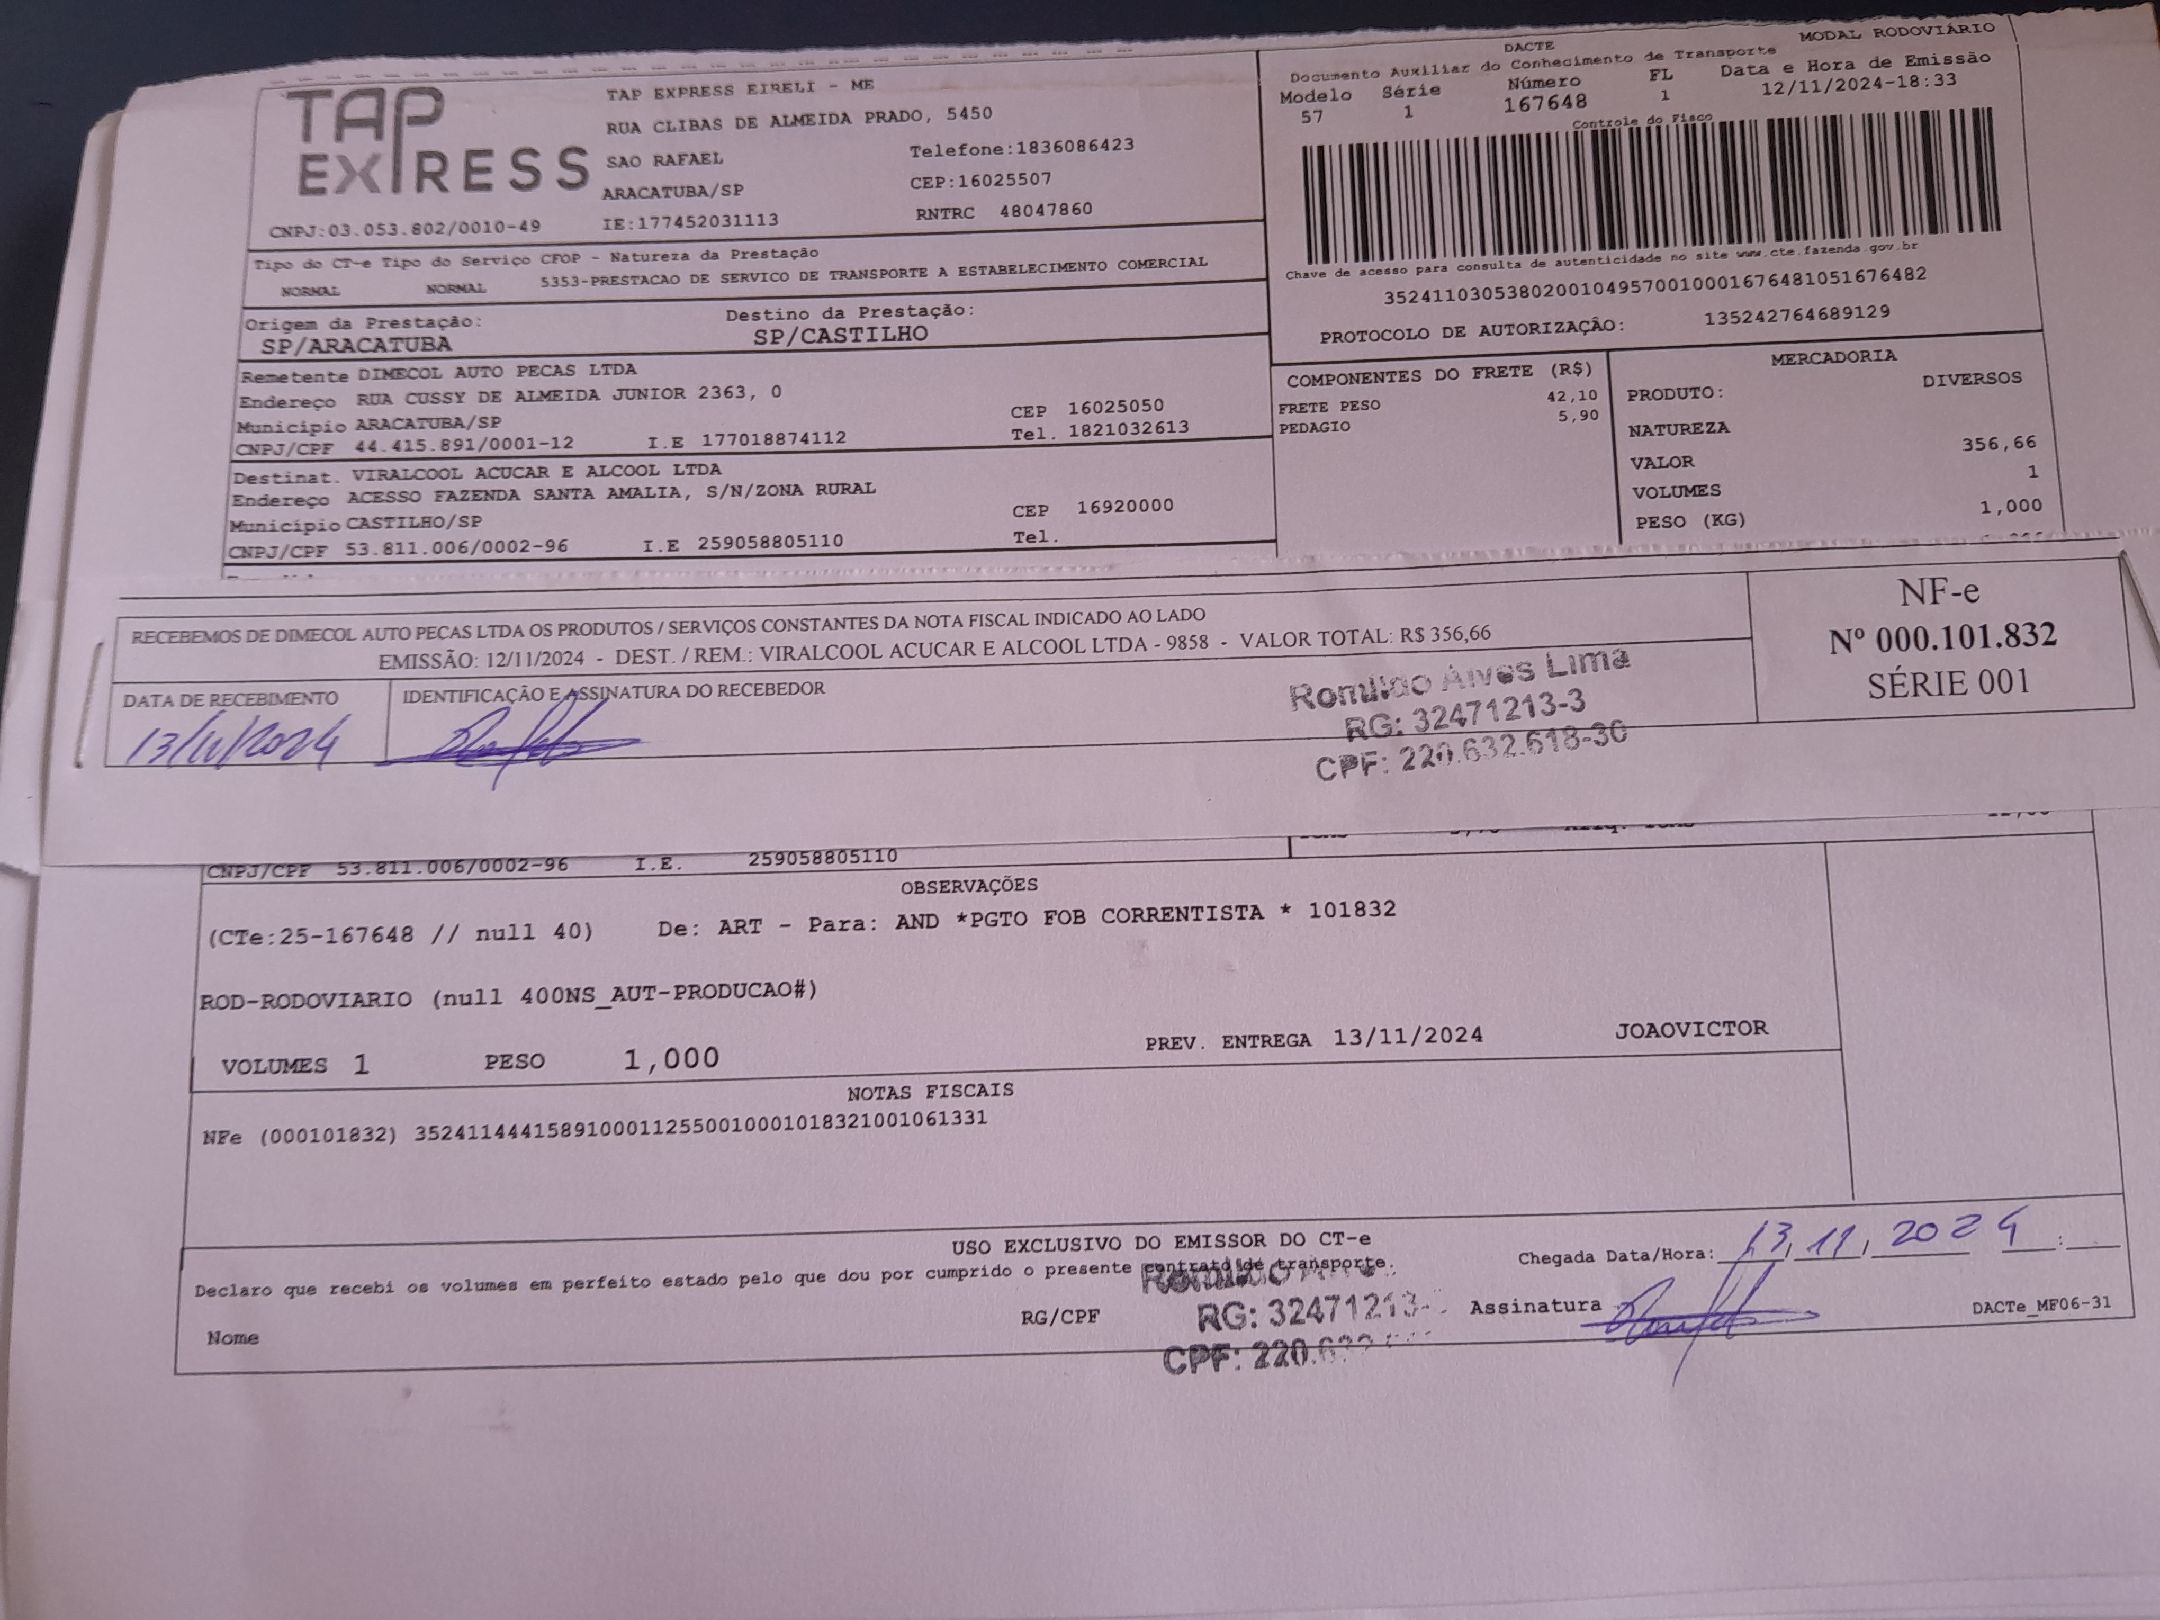 TAP EXPRESS
TAP EXPRESS EIRELI - ME
RUA CLIBAS DE ALMEIDA PRADO, 5450
SAO RAFAEL Telefone:1836086423
ARACATUBA/SP CEP:16025507
CNPJ:03.053.802/0010-49 IE:177452031113 RNTRC 48047860
DACTE MODAL RODOVIÁRIO
Documento Auxiliar do Conhecimento de Transporte
Modelo Série Número FL Data e Hora de Emissão
57 1 167648 1 12/11/2024-18:33
Controle do Fisco
Chave de acesso para consulta de autenticidade no site www.cte.fazenda.gov.br
35241103053802001049570010001676481051676482
PROTOCOLO DE AUTORIZAÇÃO: 135242764689129
Tipo do CT-e Tipo do Serviço CFOP - Natureza da Prestação
NORMAL NORMAL 5353-PRESTACAO DE SERVICO DE TRANSPORTE A ESTABELECIMENTO COMERCIAL
Origem da Prestação: Destino da Prestação:
SP/ARACATUBA SP/CASTILHO
Remetente DIMECOL AUTO PECAS LTDA
Endereço RUA CUSSY DE ALMEIDA JUNIOR 2363, 0
Município ARACATUBA/SP CEP 16025050
CNPJ/CPF 44.415.891/0001-12 I.E 177018874112 Tel. 1821032613
Destinat. VIRALCOOL ACUCAR E ALCOOL LTDA
Endereço ACESSO FAZENDA SANTA AMALIA, S/N/ZONA RURAL
Município CASTILHO/SP CEP 16920000
CNPJ/CPF 53.811.006/0002-96 I.E 259058805110 Tel.
COMPONENTES DO FRETE (R$)
FRETE PESO 42,10
PEDAGIO 5,90
MERCADORIA
PRODUTO: DIVERSOS
NATUREZA
VALOR 356,66
VOLUMES 1
PESO (KG) 1,000
RECEBEMOS DE DIMECOL AUTO PEÇAS LTDA OS PRODUTOS / SERVIÇOS CONSTANTES DA NOTA FISCAL INDICADO AO LADO
EMISSÃO: 12/11/2024 - DEST. / REM.: VIRALCOOL ACUCAR E ALCOOL LTDA - 9858 - VALOR TOTAL: R$ 356,66
NF-e
Nº 000.101.832
SÉRIE 001
DATA DE RECEBIMENTO IDENTIFICAÇÃO E ASSINATURA DO RECEBEDOR
13/11/2024
Romildo Alves Lima
RG: 32471213-3
CPF: 220.632.618-30
CNPJ/CPF 53.811.006/0002-96 I.E. 259058805110
OBSERVAÇÕES
(CTe:25-167648 // null 40) De: ART - Para: AND *PGTO FOB CORRENTISTA * 101832
ROD-RODOVIARIO (null 400NS_AUT-PRODUCAO#)
VOLUMES 1 PESO 1,000 PREV. ENTREGA 13/11/2024 JOAOVICTOR
NOTAS FISCAIS
NFe (000101832) 35241144415891000112550010001018321001061331
USO EXCLUSIVO DO EMISSOR DO CT-e
Declaro que recebi os volumes em perfeito estado pelo que dou por cumprido o presente contrato de transporte.
Chegada Data/Hora: 13, 11, 2024 :
Nome RG/CPF Assinatura DACTe_MF06-31
Romildo
RG: 32471213-
CPF: 220.632